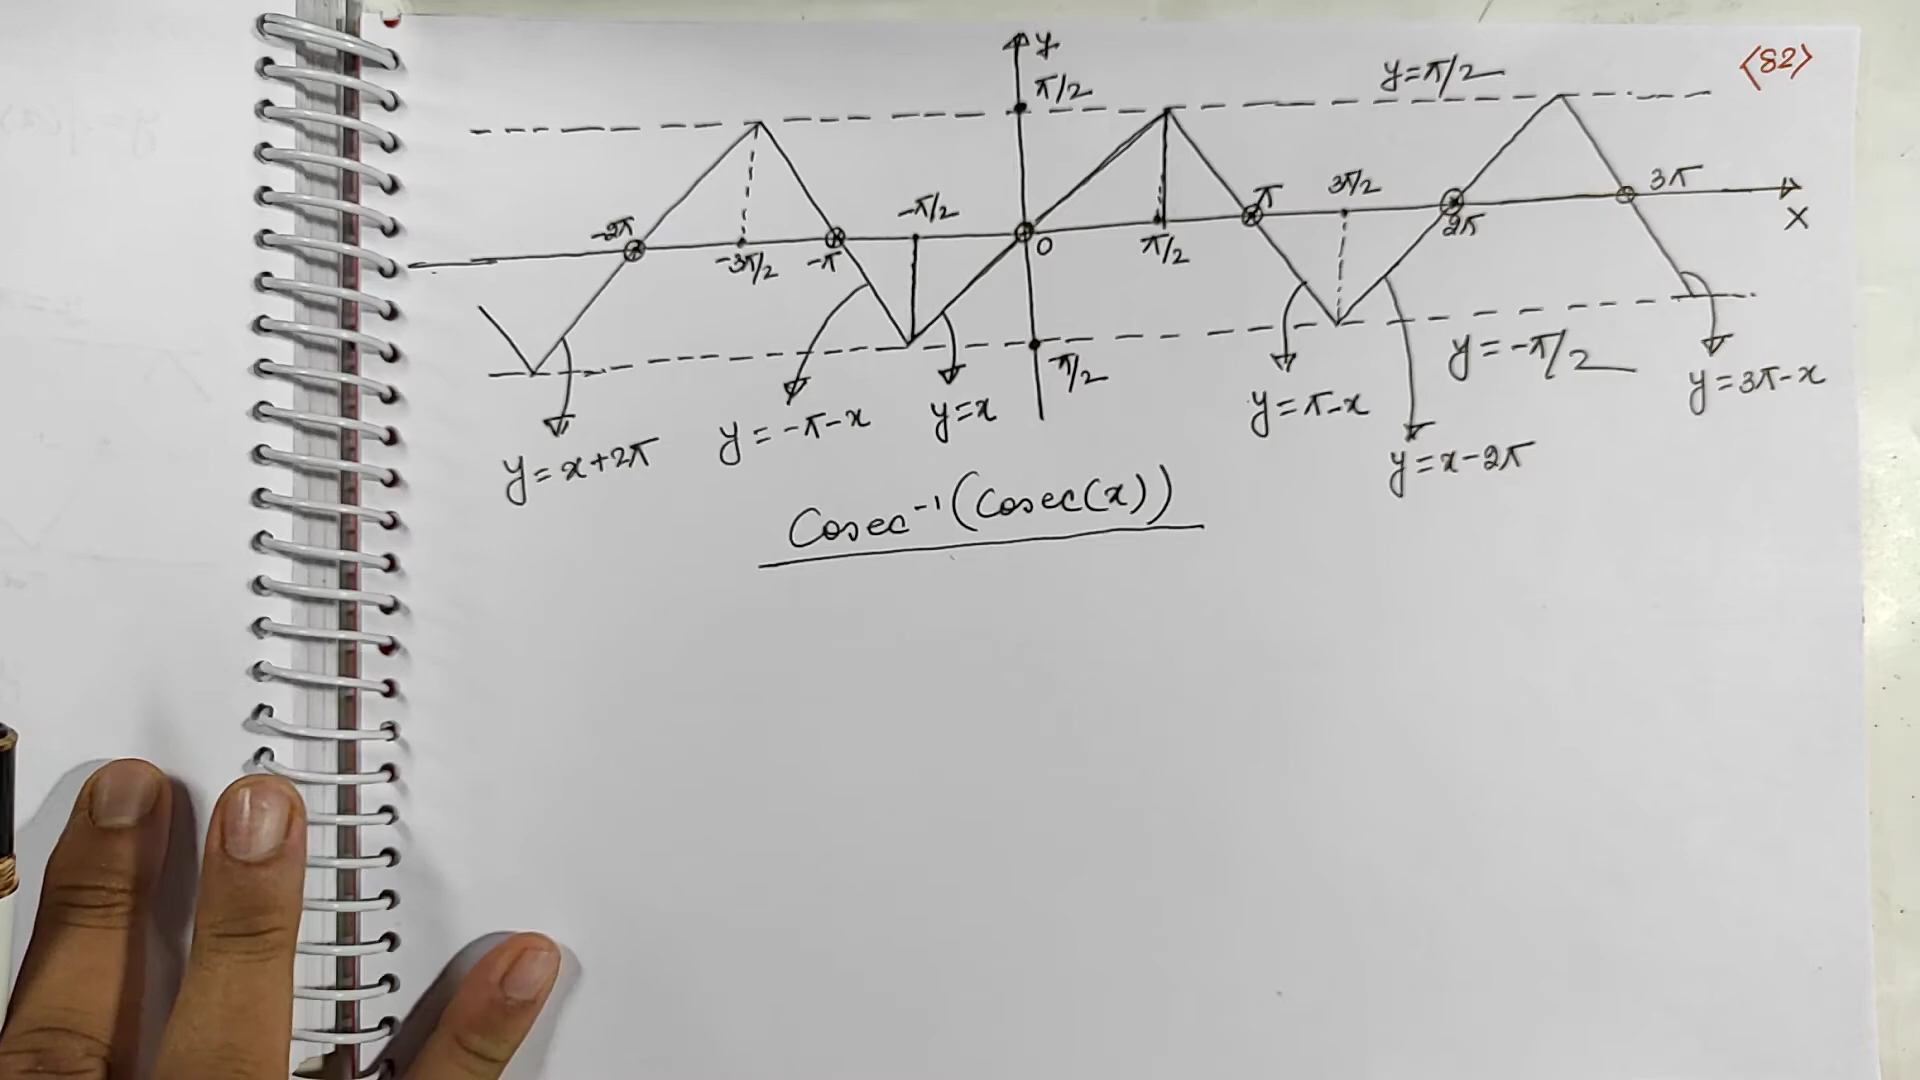 <82>
y
π/2
y=π/2
-2π
-3π/2
-π
-π/2
0
π/2
π
3π/2
2π
3π
X
-π/2
y=x+2π
y=-π-x
y=x
y=π-x
y=x-2π
y=-π/2
y=3π-x
Cosec⁻¹(Cosec(x))